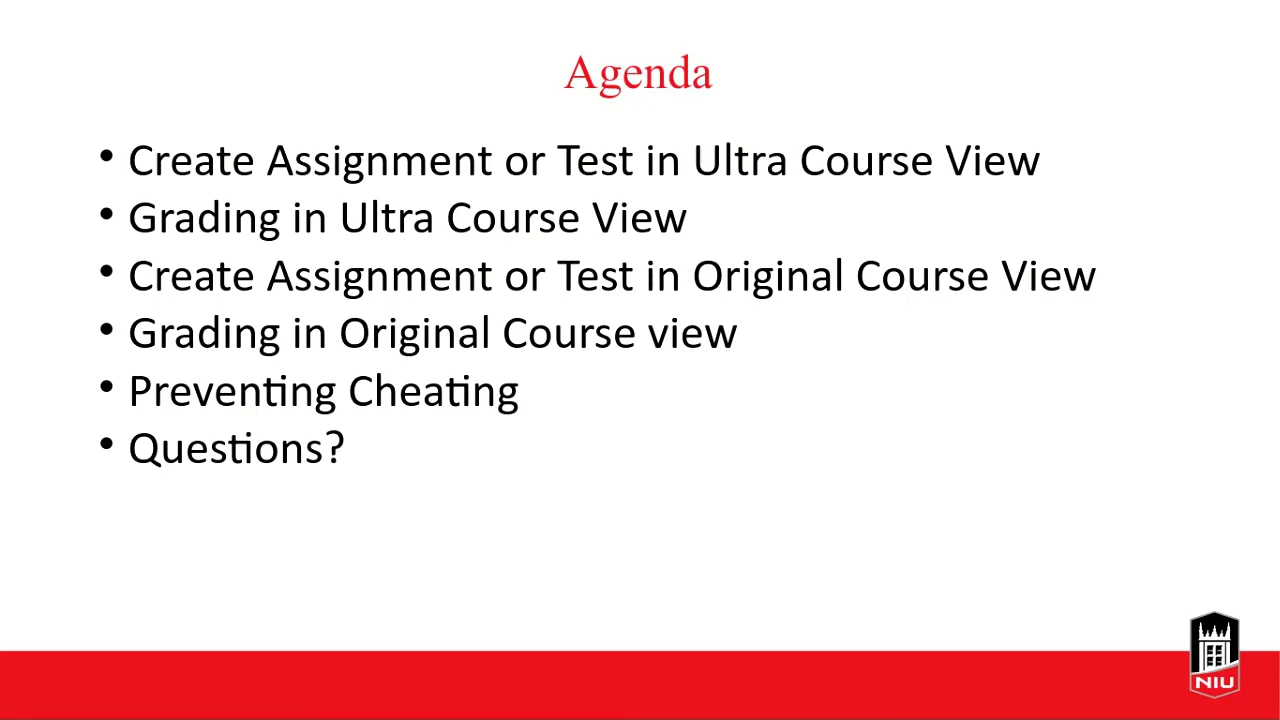 Agenda
• Create Assignment or Test in Ultra Course View
• Grading in Ultra Course View
• Create Assignment or Test in Original Course View
• Grading in Original Course view
• Preventing Cheating
• Questions?
NIU